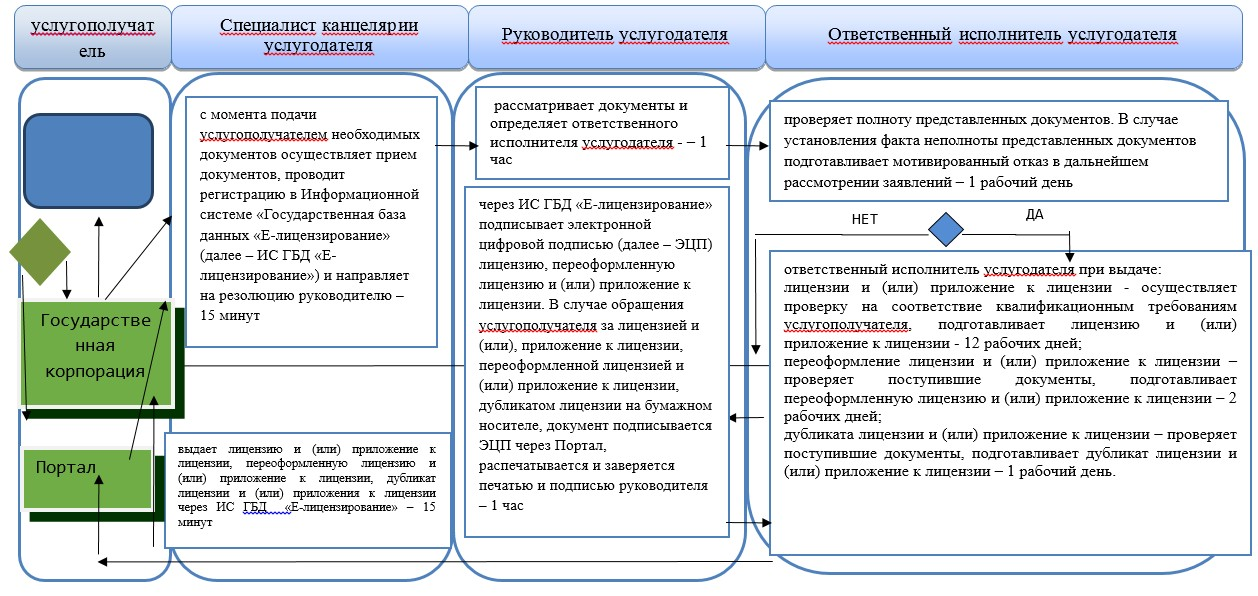 услугополучат
ель
Специалист канцелярии
услугодателя
Руководитель услугодателя
Ответственный исполнитель услугодателя
с момента подачи
услугополучателем необходимых
документов осуществляет прием
документов, проводит
регистрацию в Информационной
системе «Государственная база
данных «Е-лицензирование»
(далее – ИС ГБД «Е-
лицензирование») и направляет
на резолюцию руководителю –
15 минут
рассматривает документы и
определяет ответственного
исполнителя услугодателя - – 1
час
проверяет полноту представленных документов. В случае
установления факта неполноты представленных документов
подготавливает мотивированный отказ в дальнейшем
рассмотрении заявлений – 1 рабочий день
НЕТ
ДА
через ИС ГБД «Е-лицензирование»
подписывает электронной
цифровой подписью (далее – ЭЦП)
лицензию, переоформленную
лицензию и (или) приложение к
лицензии. В случае обращения
услугополучателя за лицензией и
(или), приложение к лицензии,
переоформленной лицензией и
(или) приложение к лицензии,
дубликатом лицензии на бумажном
носителе, документ подписывается
ЭЦП через Портал,
распечатывается и заверяется
печатью и подписью руководителя
– 1 час
ответственный исполнитель услугодателя при выдаче:
лицензии и (или) приложение к лицензии - осуществляет
проверку на соответствие квалификационным требованиям
услугополучателя, подготавливает лицензию и (или)
приложение к лицензии - 12 рабочих дней;
переоформление лицензии и (или) приложение к лицензии –
проверяет поступившие документы, подготавливает
переоформленную лицензию и (или) приложение к лицензии – 2
рабочих дней;
дубликата лицензии и (или) приложение к лицензии – проверяет
поступившие документы, подготавливает дубликат лицензии и
(или) приложение к лицензии – 1 рабочий день.
Государстве
нная
корпорация
Портал
выдает лицензию и (или) приложение к
лицензии, переоформленную лицензию и
(или) приложение к лицензии, дубликат
лицензии и (или) приложения к лицензии
через ИС ГБД «Е-лицензирование» – 15
минут